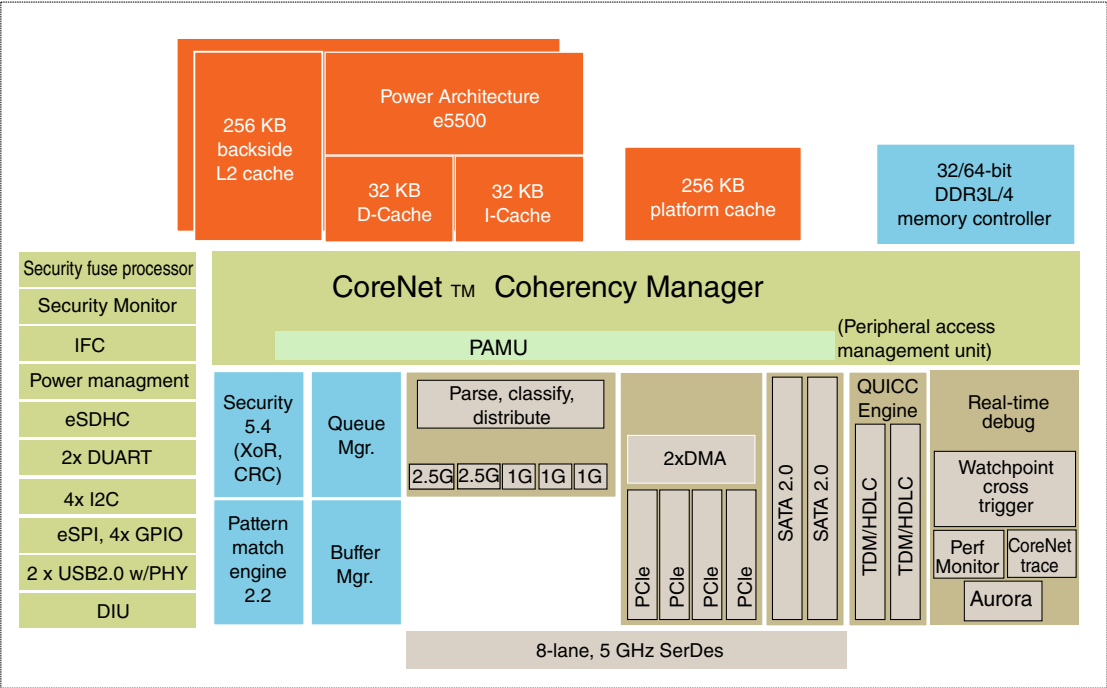 256 KB
backside
L2 cache
Power Architecture
e5500
32 KB
D-Cache
32 KB
I-Cache
256 KB
platform cache
32/64-bit
DDR3L/4
memory controller
Security fuse processor
Security Monitor
IFC
Power managment
eSDHC
2x DUART
4x I2C
eSPI, 4x GPIO
2 x USB2.0 w/PHY
DIU
CoreNet TM Coherency Manager
PAMU
(Peripheral access
management unit)
Security
5.4
(XoR,
CRC)
Queue
Mgr.
Pattern
match
engine
2.2
Buffer
Mgr.
Parse, classify,
distribute
2.5G
2.5G
1G
1G
1G
2xDMA
PCIe
PCIe
PCIe
PCIe
SATA 2.0
SATA 2.0
QUICC
Engine
TDM/HDLC
TDM/HDLC
Real-time
debug
Watchpoint
cross
trigger
Perf
Monitor
CoreNet
trace
Aurora
8-lane, 5 GHz SerDes